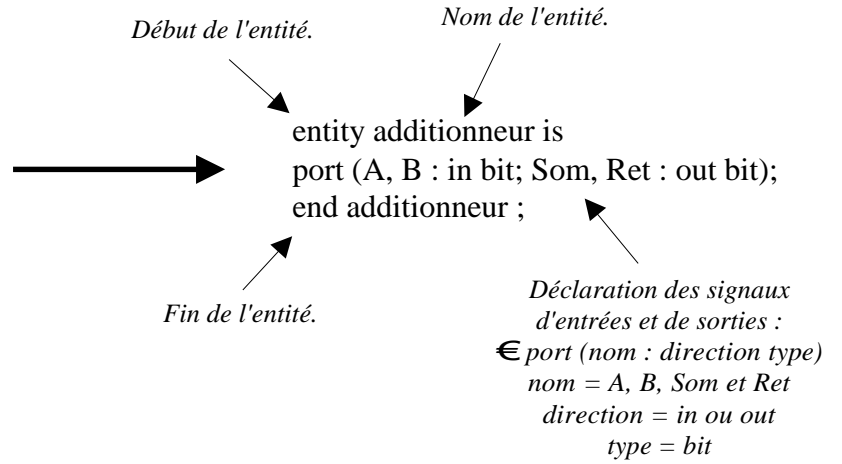 Début de l'entité.
Nom de l'entité.
entity additionneur is
port (A, B : in bit; Som, Ret : out bit);
end additionneur ;
Fin de l'entité.
Déclaration des signaux
d'entrées et de sorties :
€ port (nom : direction type)
nom = A, B, Som et Ret
direction = in ou out
type = bit